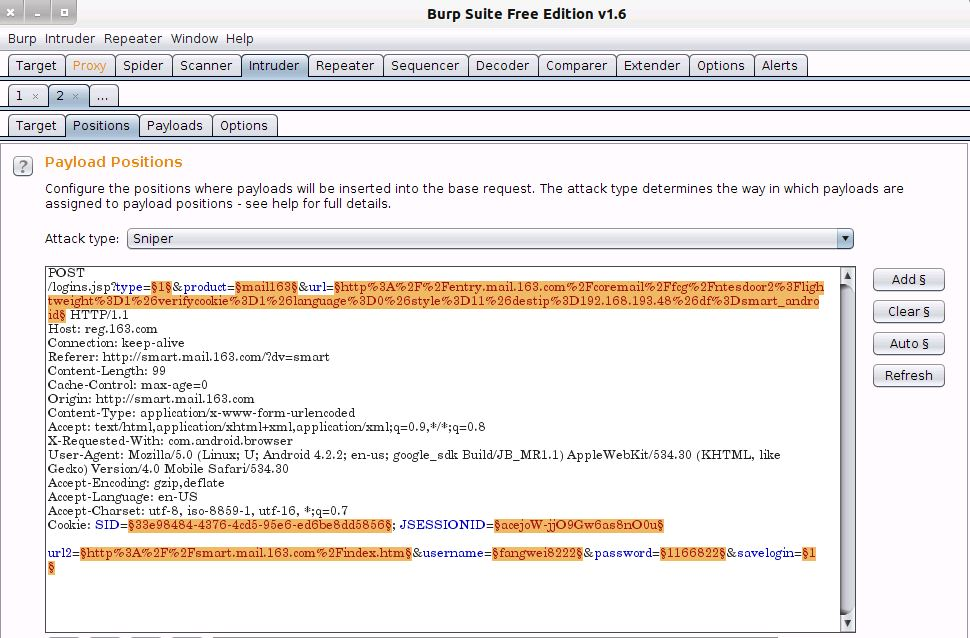 Burp Suite Free Edition v1.6
Burp Intruder Repeater Window Help
Target Proxy Spider Scanner Intruder Repeater Sequencer Decoder Comparer Extender Options Alerts
1 × 2 × ...
Target Positions Payloads Options
? Payload Positions
Configure the positions where payloads will be inserted into the base request. The attack type determines the way in which payloads are
assigned to payload positions - see help for full details.
Attack type: Sniper
POST
/logins.jsp?type=§1§&product=§mail163§&url=§http%3A%2F%2Fentry.mail.163.com%2Fcoremail%2Ffcg%2Fntesdoor2%3Fligh
tweight%3D1%26verifycookie%3D1%26language%3D0%26style%3D11%26destip%3D192.168.193.48%26df%3Dsmart_andro
id§ HTTP/1.1
Host: reg.163.com
Connection: keep-alive
Referer: http://smart.mail.163.com/?dv=smart
Content-Length: 99
Cache-Control: max-age=0
Origin: http://smart.mail.163.com
Content-Type: application/x-www-form-urlencoded
Accept: text/html,application/xhtml+xml,application/xml;q=0.9,*/*;q=0.8
X-Requested-With: com.android.browser
User-Agent: Mozilla/5.0 (Linux; U; Android 4.2.2; en-us; google_sdk Build/JB_MR1.1) AppleWebKit/534.30 (KHTML, like
Gecko) Version/4.0 Mobile Safari/534.30
Accept-Encoding: gzip,deflate
Accept-Language: en-US
Accept-Charset: utf-8, iso-8859-1, utf-16, *;q=0.7
Cookie: SID=§33e98484-4376-4cd5-95e6-ed6be8dd5856§; JSESSIONID=§acejoW-jjO9Gw6as8nO0u§
url2=§http%3A%2F%2Fsmart.mail.163.com%2Findex.htm§&username=§fangwei8222§&password=§1166822§&savelogin=§1
§
Add §
Clear §
Auto §
Refresh